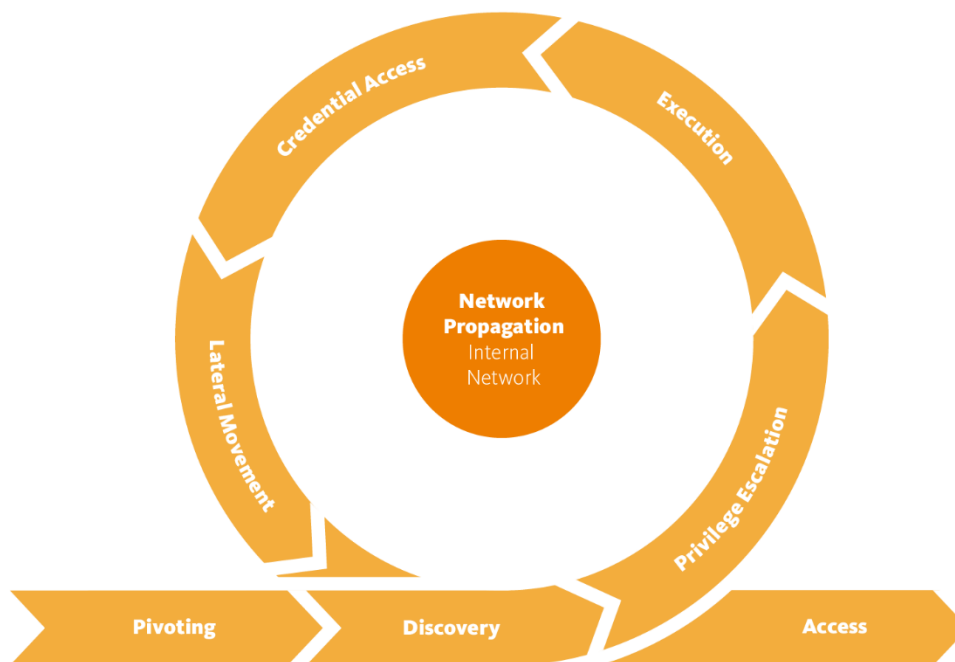 Credential Access
Execution
Network
Propagation
Internal
Network
Lateral Movement
Privilege Escalation
Pivoting
Discovery
Access